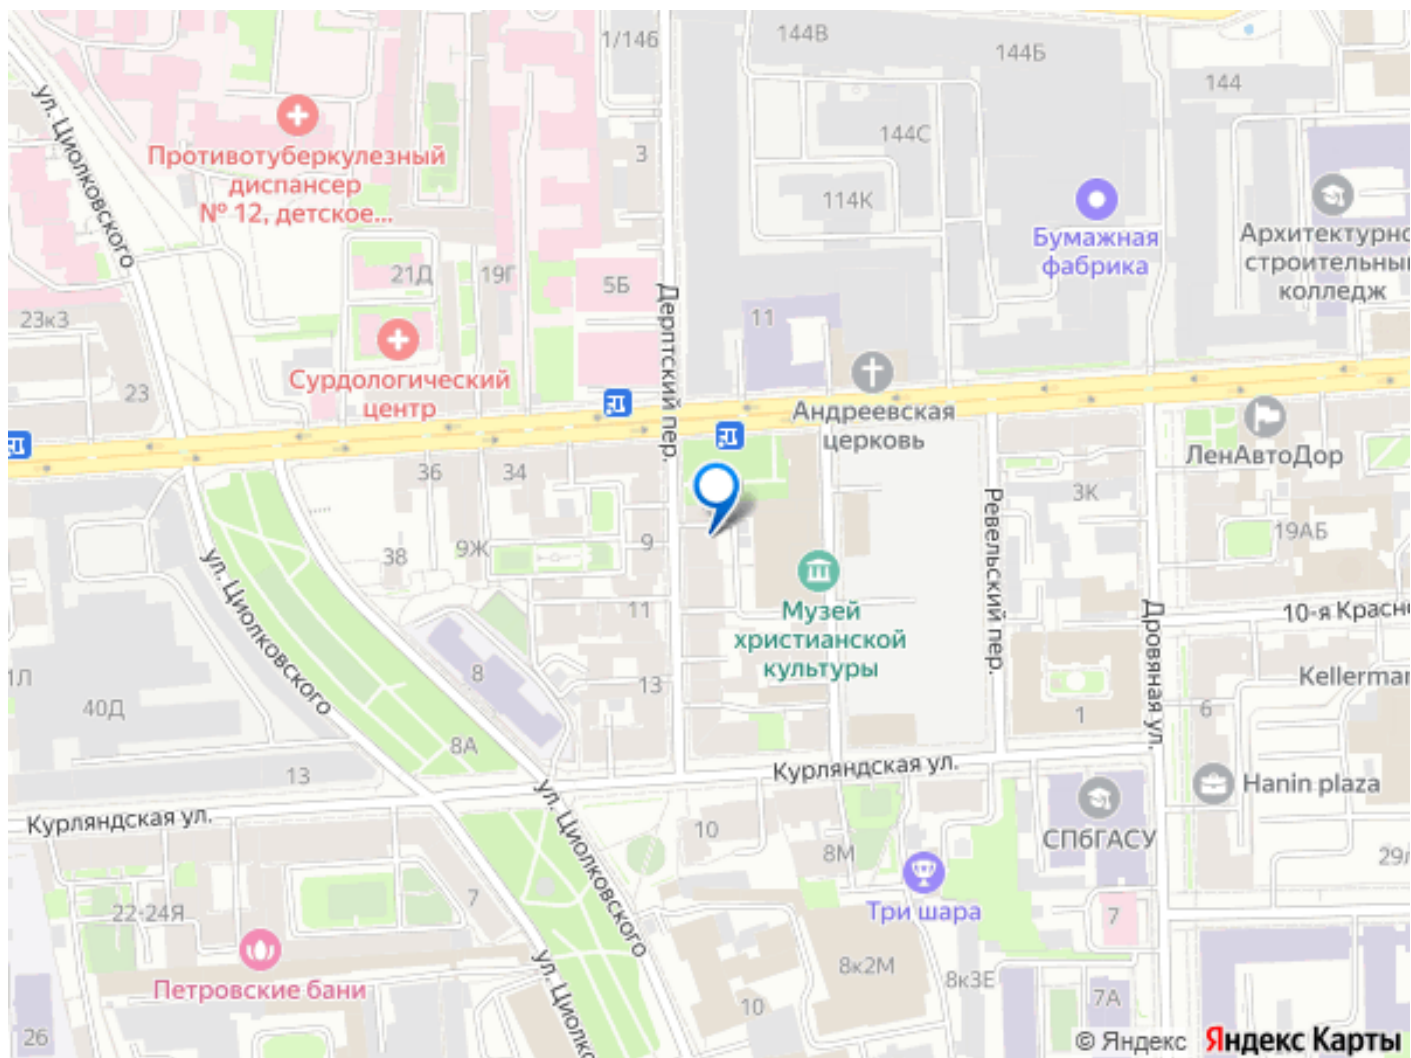 144В
1/146
144Б
144
ул. Циолковского
Противотуберкулезный
диспансер
№ 12, детское...
144С
3
114К
Бумажная
фабрика
Архитектурно
строительный
колледж
21Д
19Г
5Б
Дерптский пер.
11
23к3
Сурдологический
центр
23
Андреевская
церковь
ЛенАвтоДор
36
34
3К
Ревельский пер.
19АБ
9
9Ж
38
ул. Циолковского
Музей
христианской
культуры
11
10-я Красно
Дровяная ул.
8
13
1Л
40Д
Kellerman
6
1
8А
13
Курляндская ул.
Hanin plaza
Курляндская ул.
ул. Циолковского
10
СПбГАСУ
8М
29л
7
22-24Я
Три шара
7
Петровские бани
ул. Циолковского
8к2М
8к3Е
7А
10
26
© Яндекс Яндекс Карты